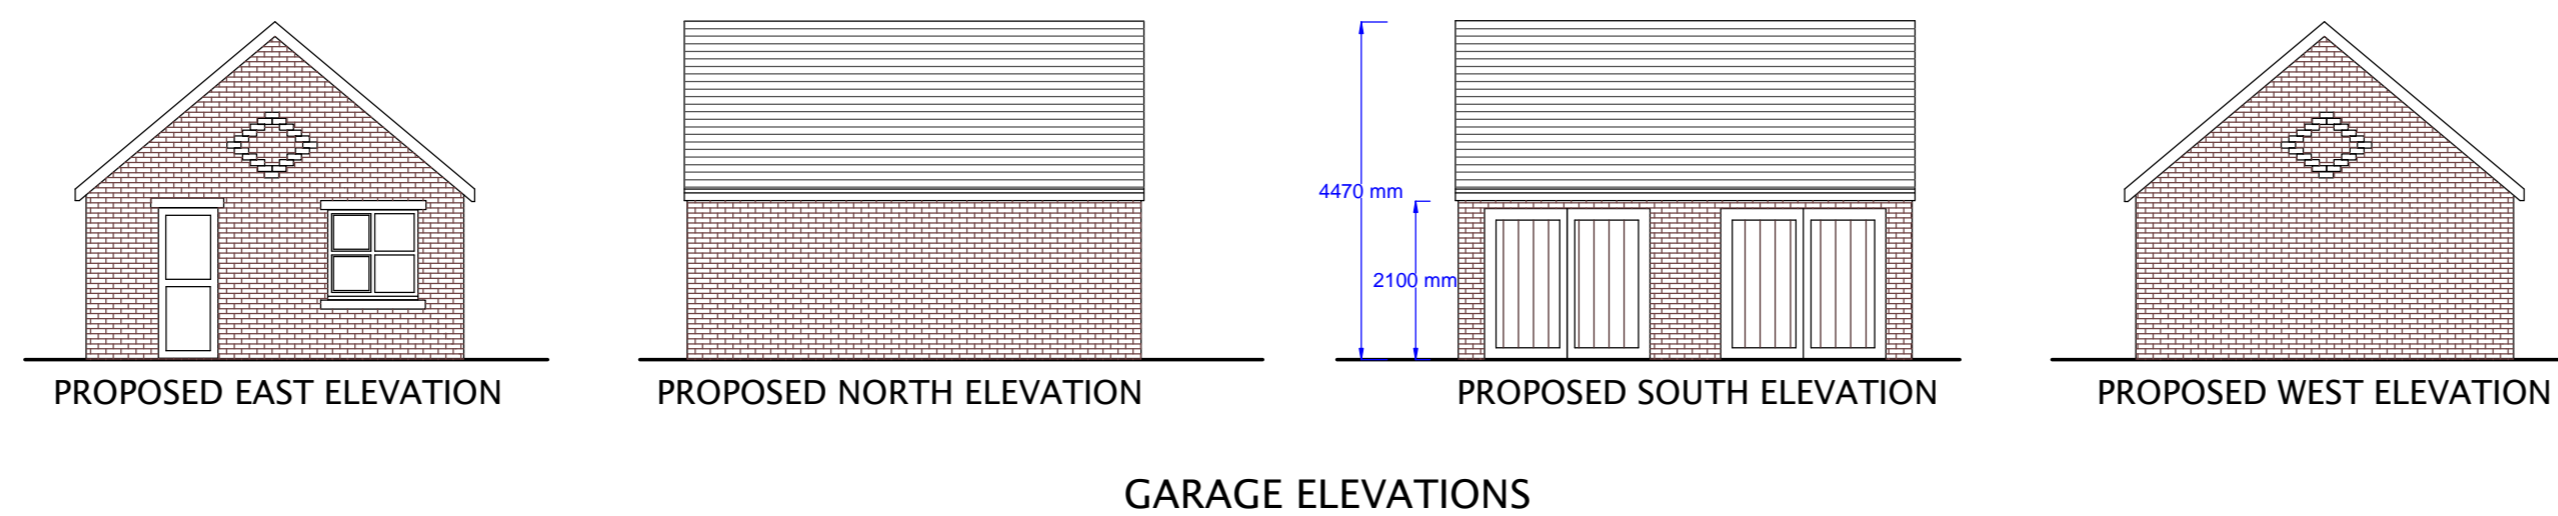 4470 mm
2100 mm
PROPOSED EAST ELEVATION
PROPOSED NORTH ELEVATION
PROPOSED SOUTH ELEVATION
PROPOSED WEST ELEVATION
GARAGE ELEVATIONS